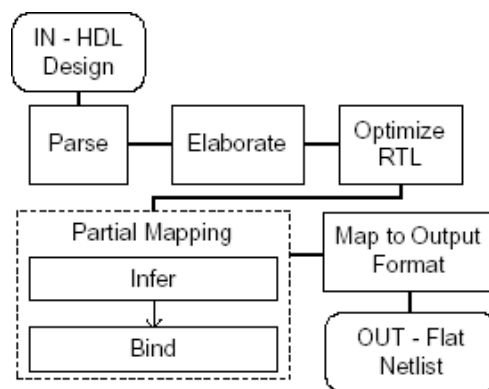 IN - HDL
Design
Parse
Elaborate
Optimize
RTL
Partial Mapping
Infer
Bind
Map to Output
Format
OUT - Flat
Netlist